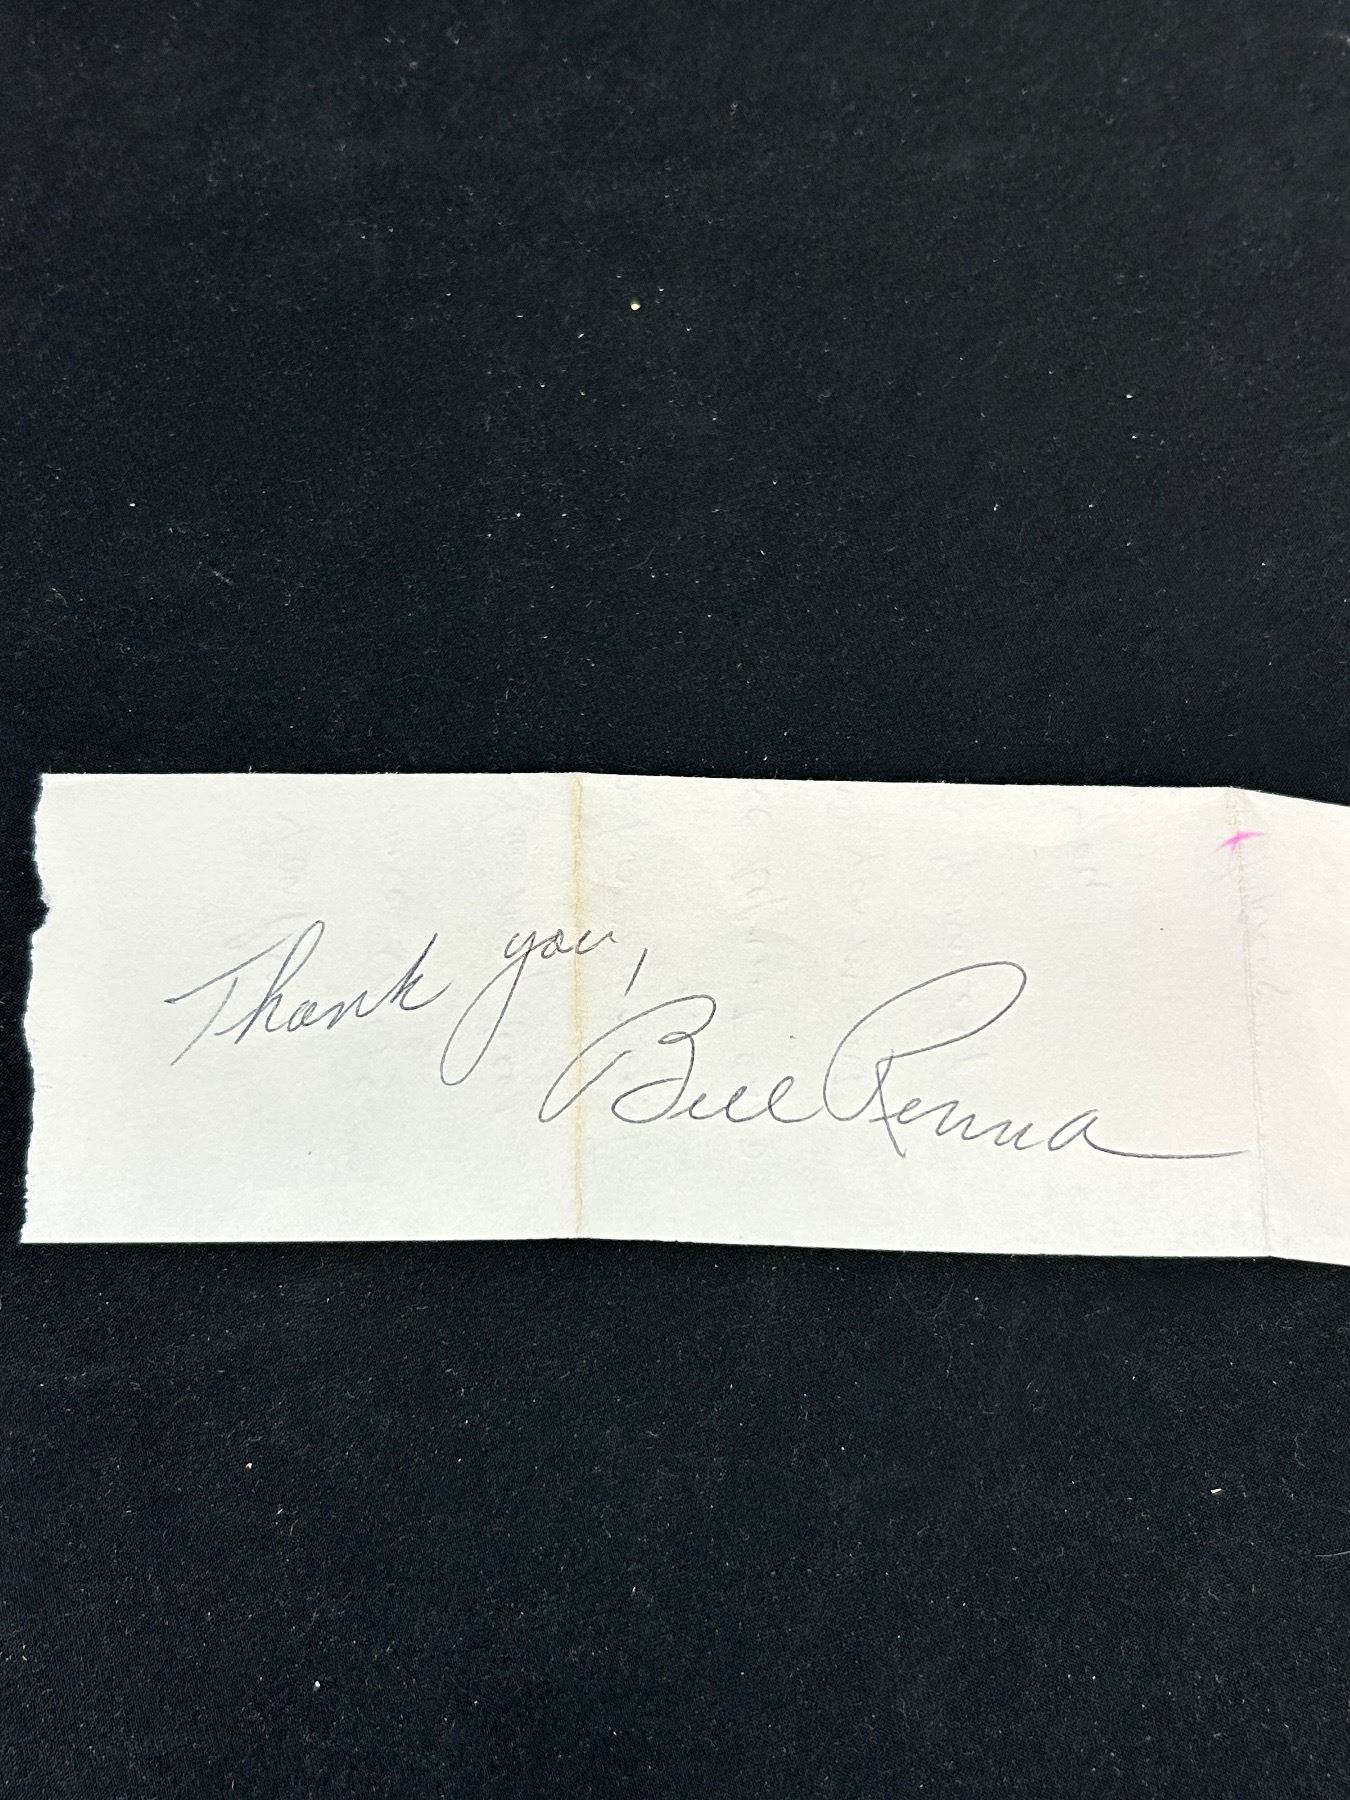 Thank you,
Bill Renna